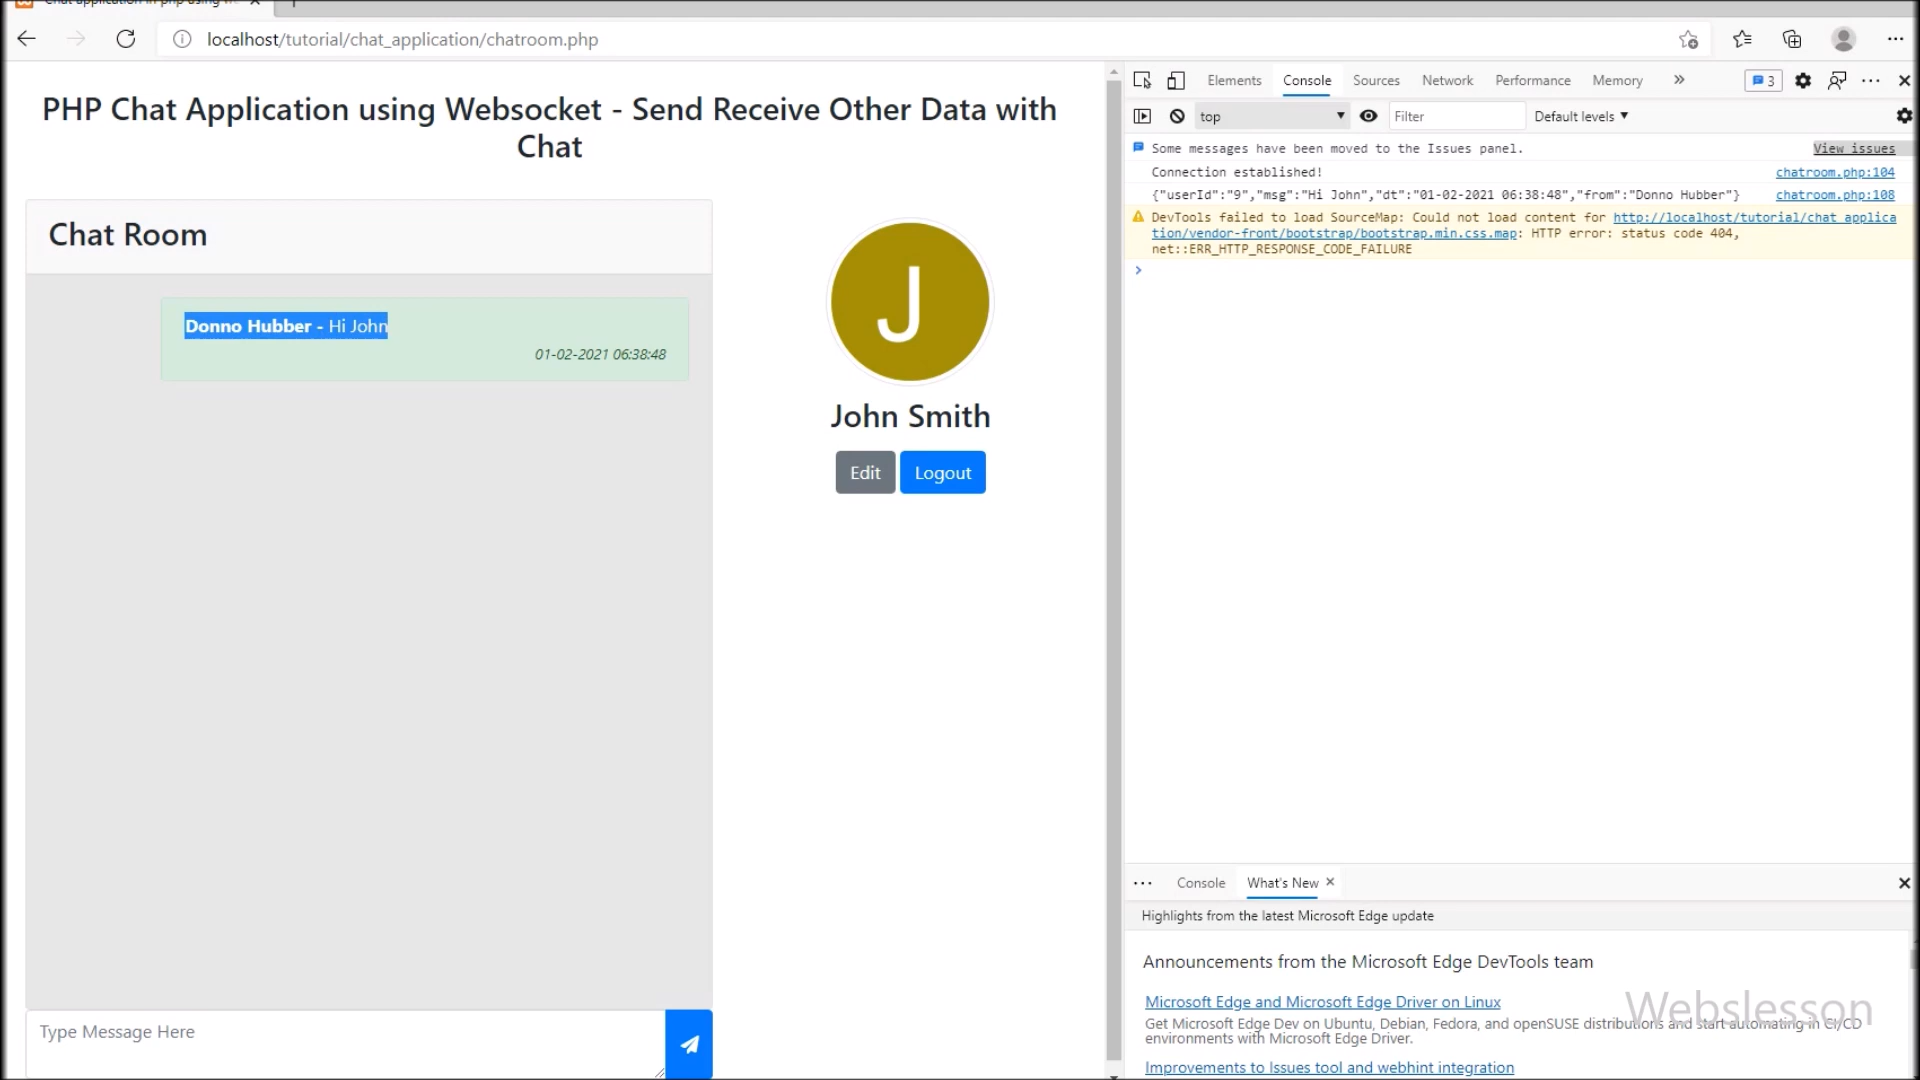 Chat application in php using w
localhost/tutorial/chat_application/chatroom.php
PHP Chat Application using Websocket - Send Receive Other Data with
Chat
Chat Room
Donno Hubber - Hi John
01-02-2021 06:38:48
J
John Smith
Edit Logout
Type Message Here
Elements Console Sources Network Performance Memory » 3
top Filter Default levels
Some messages have been moved to the Issues panel. View issues
Connection established! chatroom.php:104
{"userId":"9","msg":"Hi John","dt":"01-02-2021 06:38:48","from":"Donno Hubber"} chatroom.php:108
DevTools failed to load SourceMap: Could not load content for http://localhost/tutorial/chat_applica
tion/vendor-front/bootstrap/bootstrap.min.css.map: HTTP error: status code 404,
net::ERR_HTTP_RESPONSE_CODE_FAILURE
Console What's New
Highlights from the latest Microsoft Edge update
Announcements from the Microsoft Edge DevTools team
Microsoft Edge and Microsoft Edge Driver on Linux
Get Microsoft Edge Dev on Ubuntu, Debian, Fedora, and openSUSE distributions and start automating in CI/CD
environments with Microsoft Edge Driver.
Improvements to Issues tool and webhint integration
Webslesson